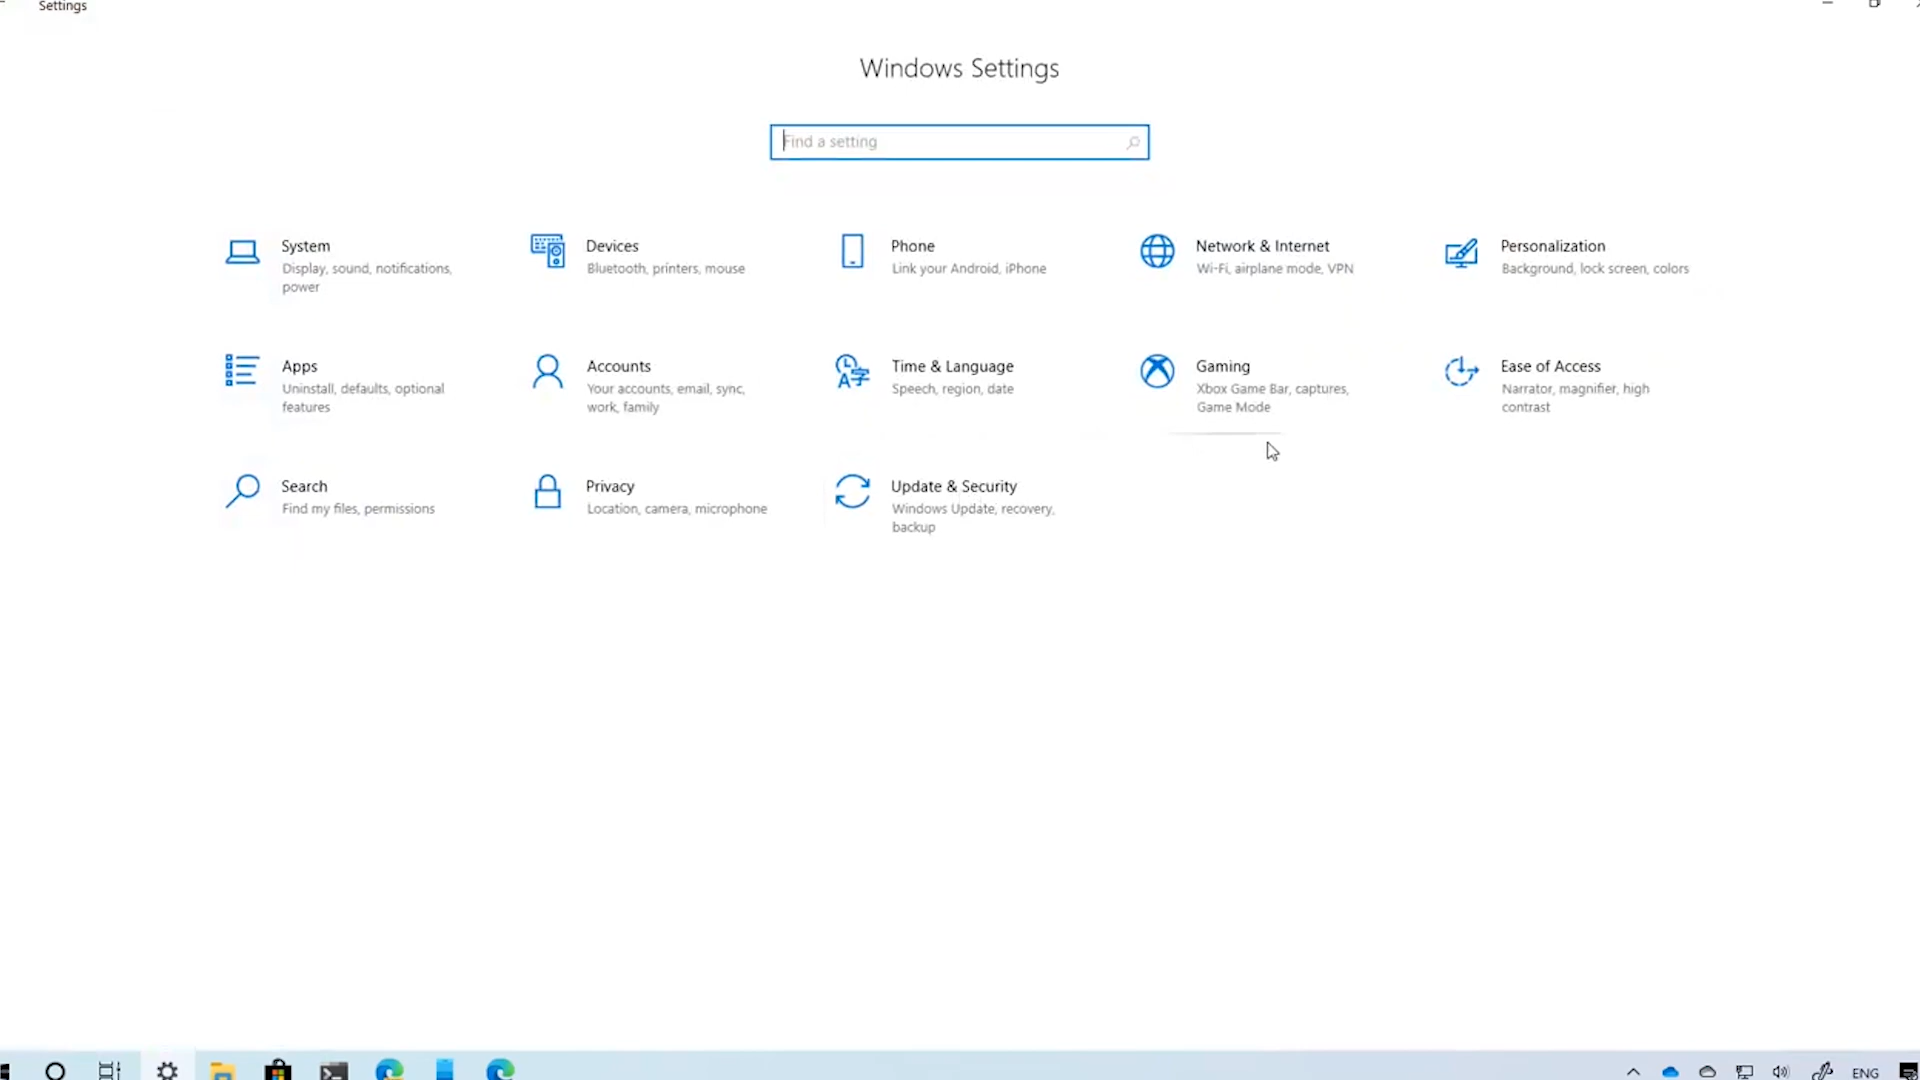 Settings
Windows Settings
Find a setting
System
Display, sound, notifications,
power
Devices
Bluetooth, printers, mouse
Phone
Link your Android, iPhone
Network & Internet
Wi-Fi, airplane mode, VPN
Personalization
Background, lock screen, colors
Apps
Uninstall, defaults, optional
features
Accounts
Your accounts, email, sync,
work, family
Time & Language
Speech, region, date
Gaming
Xbox Game Bar, captures,
Game Mode
Ease of Access
Narrator, magnifier, high
contrast
Search
Find my files, permissions
Privacy
Location, camera, microphone
Update & Security
Windows Update, recovery,
backup
ENG